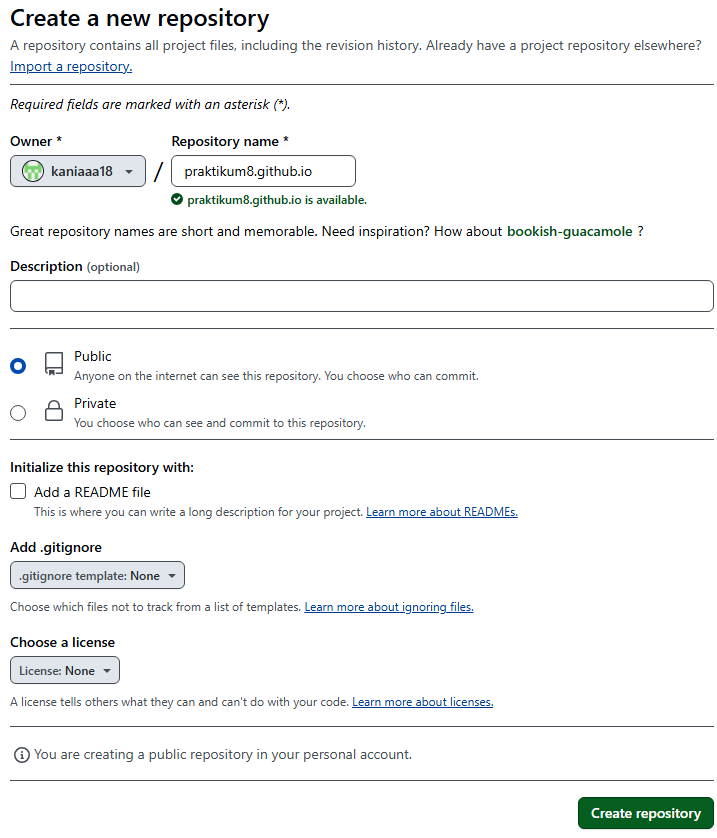 Create a new repository
A repository contains all project files, including the revision history. Already have a project repository elsewhere?
Import a repository.
Required fields are marked with an asterisk (*).
Owner *
Repository name *
kaniaaa18
/
praktikum8.github.io
praktikum8.github.io is available.
Great repository names are short and memorable. Need inspiration? How about bookish-guacamole ?
Description (optional)
Public
Anyone on the internet can see this repository. You choose who can commit.
Private
You choose who can see and commit to this repository.
Initialize this repository with:
Add a README file
This is where you can write a long description for your project. Learn more about READMEs.
Add .gitignore
.gitignore template: None
Choose which files not to track from a list of templates. Learn more about ignoring files.
Choose a license
License: None
A license tells others what they can and can't do with your code. Learn more about licenses.
You are creating a public repository in your personal account.
Create repository